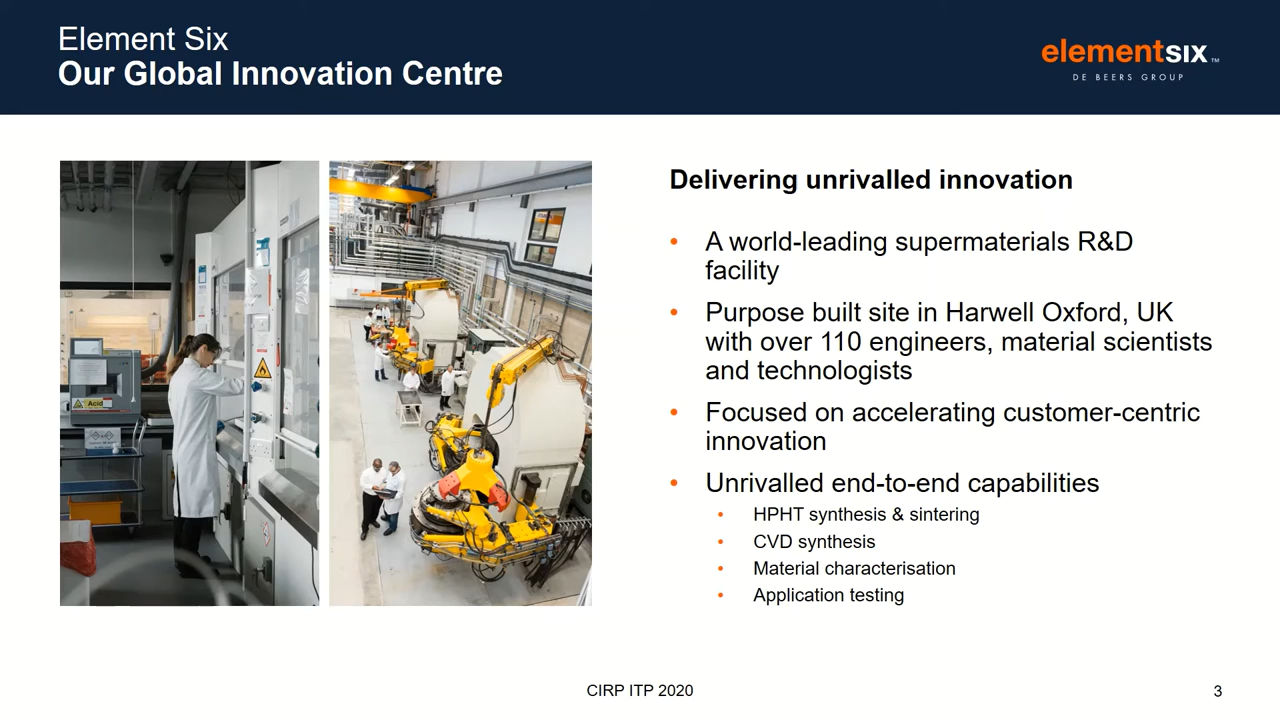 Element Six
Our Global Innovation Centre
elementsix™
DE BEERS GROUP
Acid
Delivering unrivalled innovation
• A world-leading supermaterials R&D
facility
• Purpose built site in Harwell Oxford, UK
with over 110 engineers, material scientists
and technologists
• Focused on accelerating customer-centric
innovation
• Unrivalled end-to-end capabilities
• HPHT synthesis & sintering
• CVD synthesis
• Material characterisation
• Application testing
CIRP ITP 2020
3